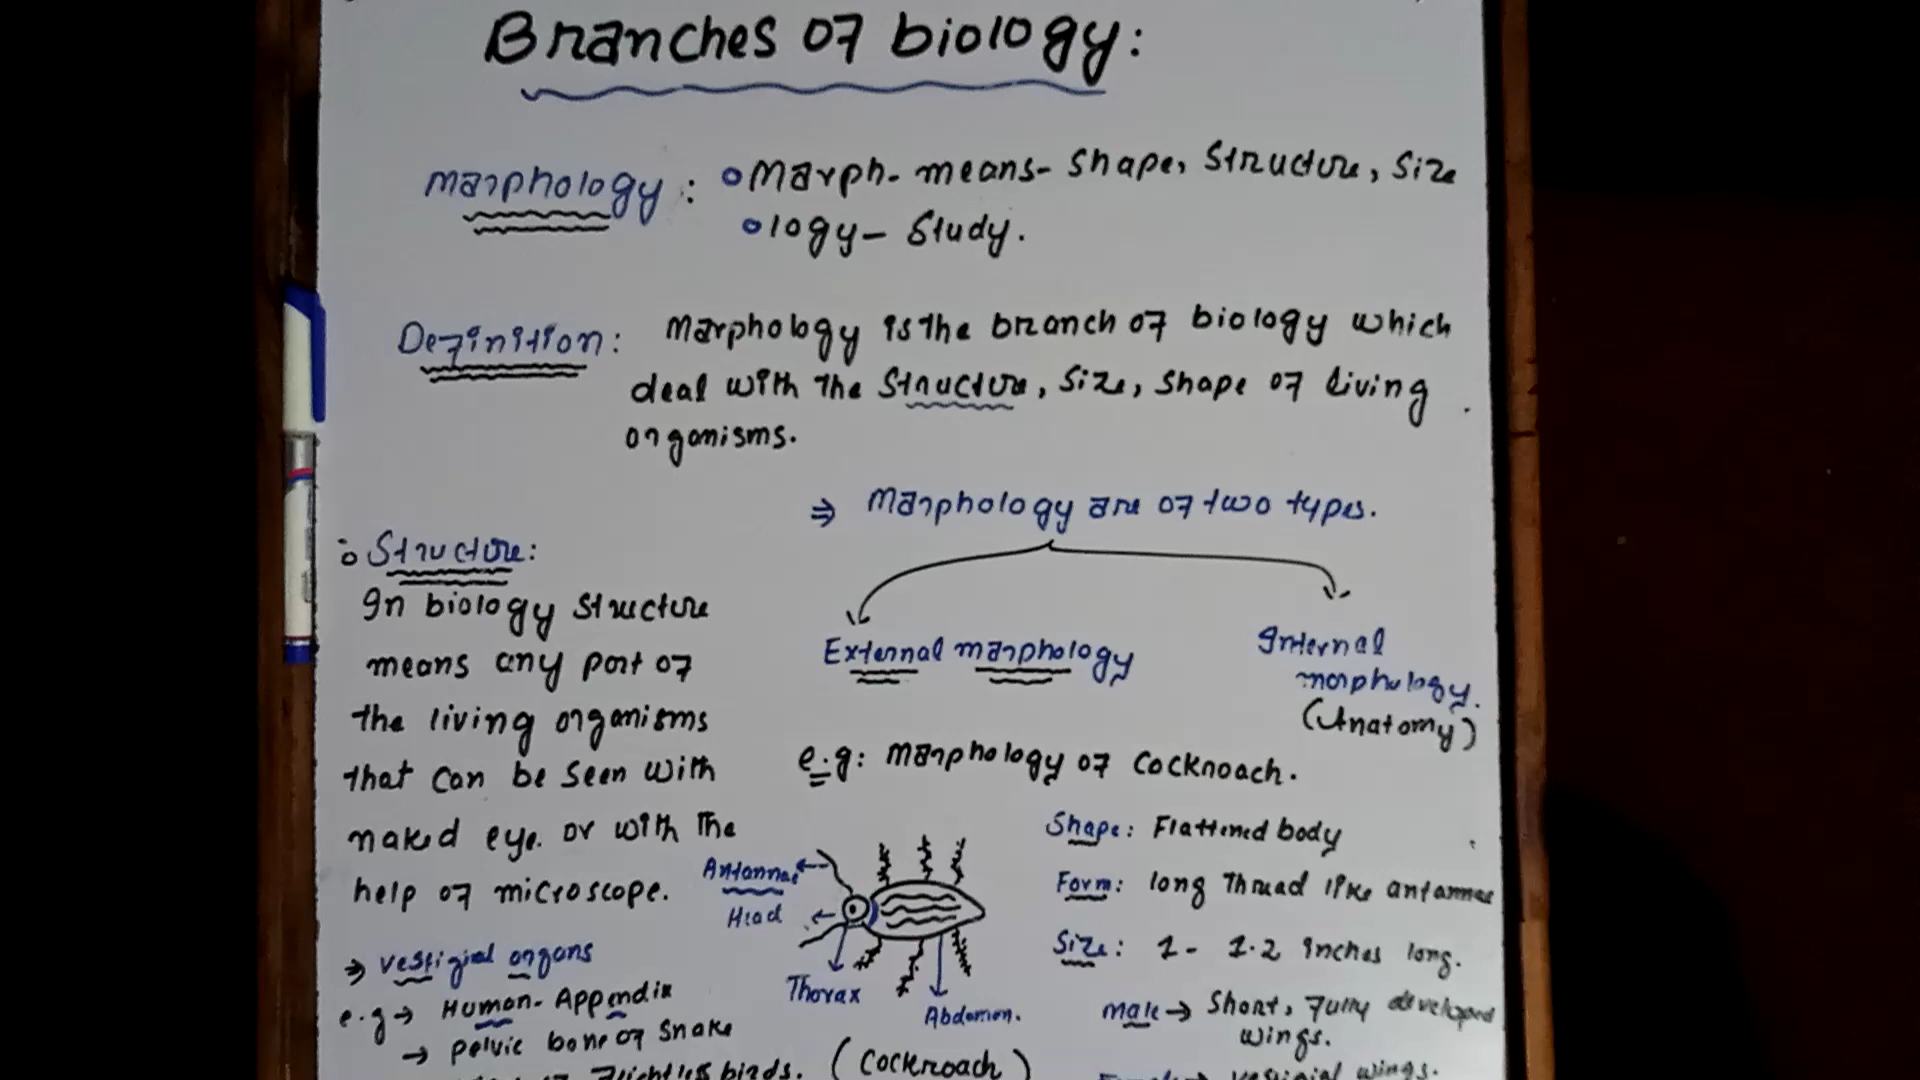 Branches of biology:
Marphology: Marph- means- Shape, Structure, Size
logy- Study.
Definition: Marphology is the branch of biology which
deal with the Structure, Size, Shape of living
organisms.
⇒ Marphology are of two types.
External marphology
Internal
morphology.
(Anatomy)
Structure:
In biology Structure
means any part of
the living organisms
that can be seen with
naked eye. or with the
help of microscope.
⇒ vestigial organs
e.g → Human- Appendix
→ pelvic bone of Snake
flightless birds.
e.g: Marphology of Cockroach.
Antannae
Head
Thorax
Abdomen.
(Cockroach)
Shape: Flattened body
Form: long Thread like antannae
Size: 1 - 1.2 Inches long.
Male → Short, Fully developed
wings.
vestigial wings.